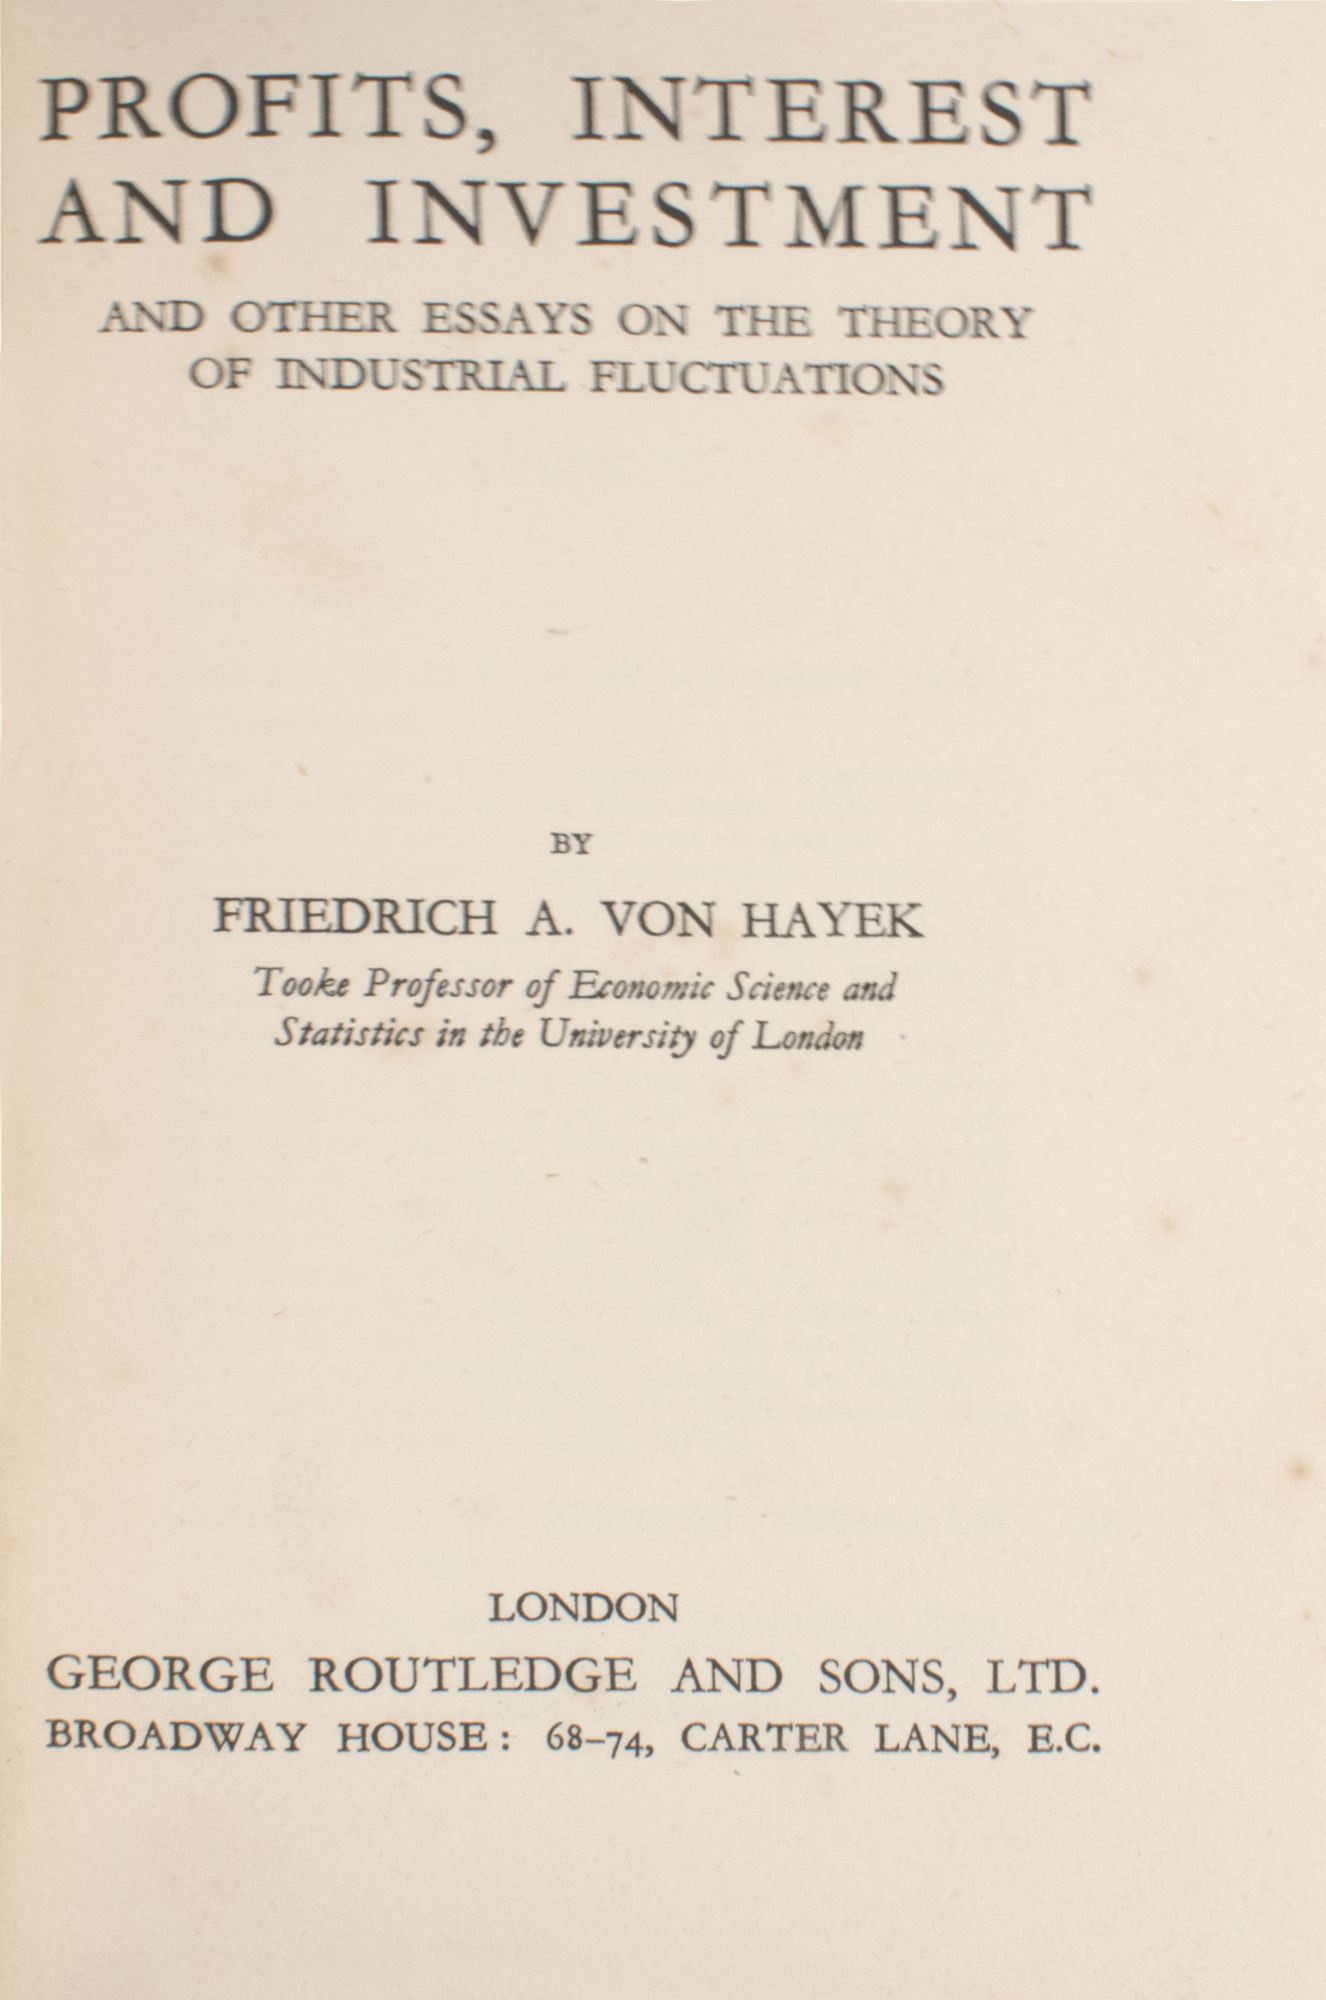 PROFITS, INTEREST
AND INVESTMENT
AND OTHER ESSAYS ON THE THEORY
OF INDUSTRIAL FLUCTUATIONS
BY
FRIEDRICH A. VON HAYEK
Tooke Professor of Economic Science and
Statistics in the University of London
LONDON
GEORGE ROUTLEDGE AND SONS, LTD.
BROADWAY HOUSE: 68–74, CARTER LANE, E.C.